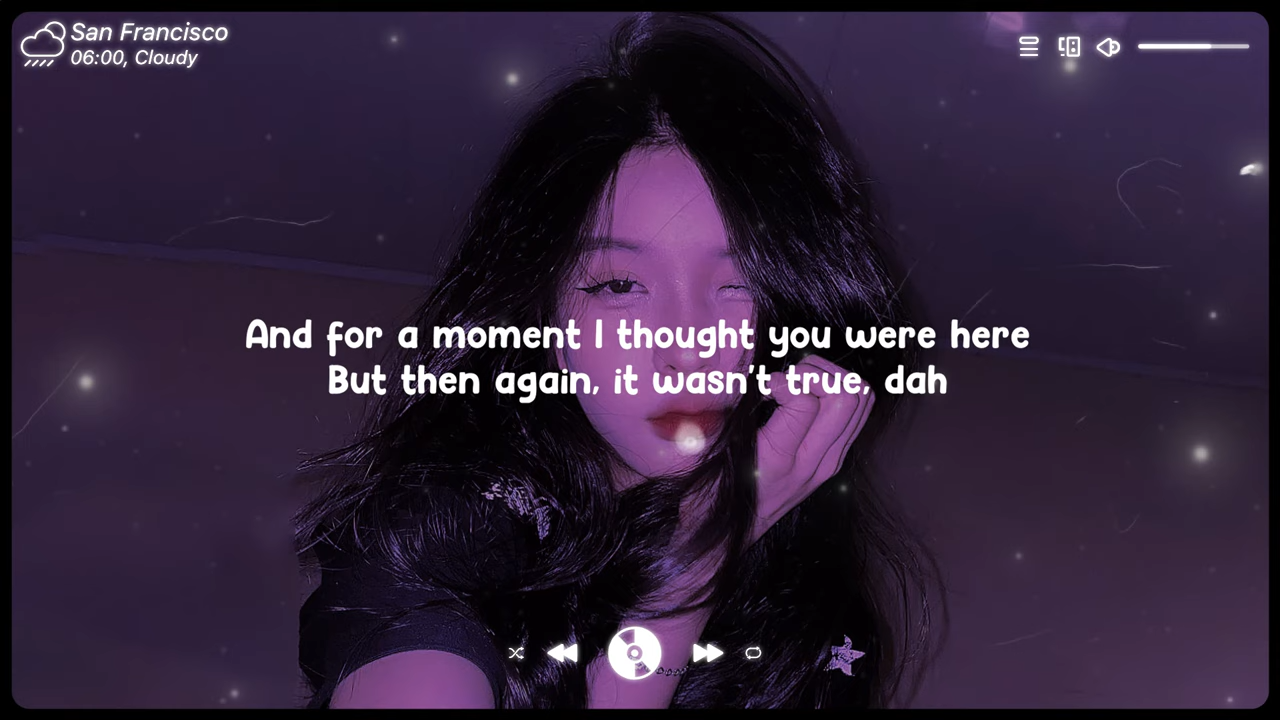 San Francisco
06:00, Cloudy
And for a moment I thought you were here
But then again, it wasn't true, dah